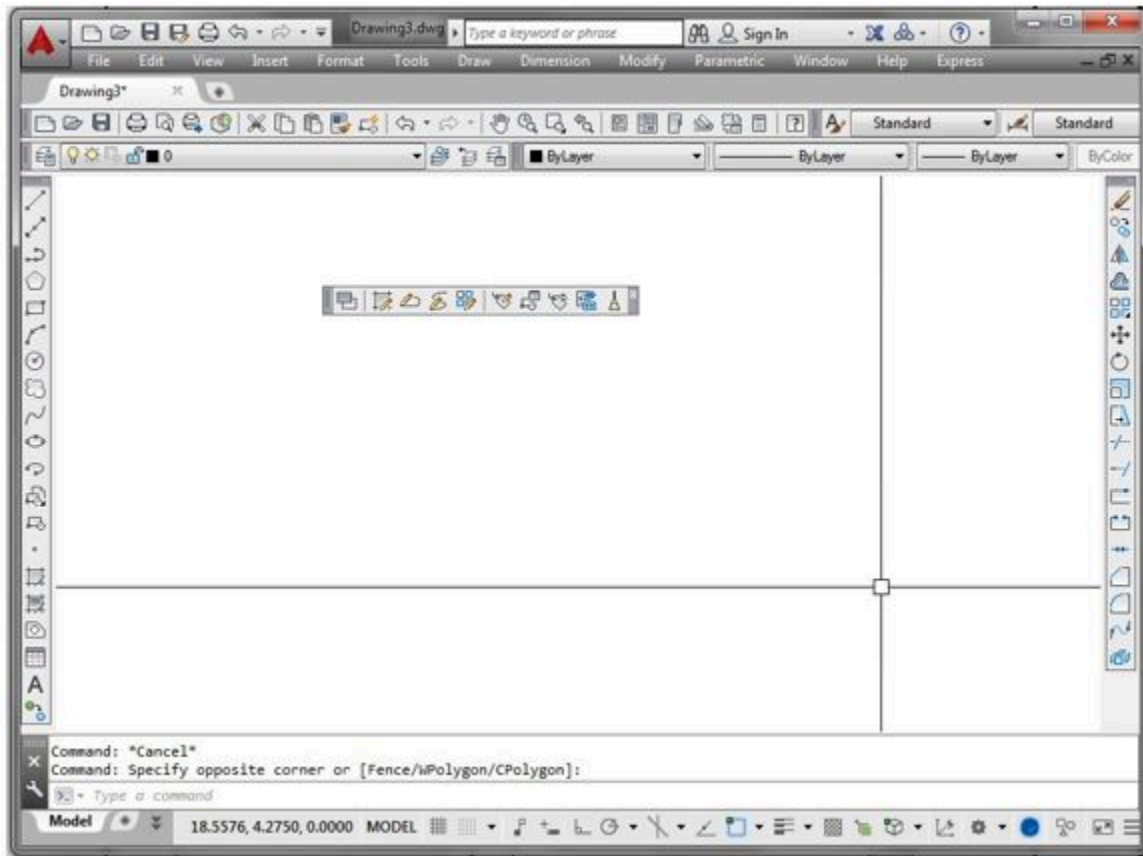 Drawing3.dwg Type a keyword or phrase Sign In
File Edit View Insert Format Tools Draw Dimension Modify Parametric Window Help Express
Drawing3*
Standard Standard
0 ByLayer ByLayer ByLayer ByColor
A
Command: *Cancel*
Command: Specify opposite corner or [Fence/WPolygon/CPolygon]:
Type a command
Model 18.5576, 4.2750, 0.0000 MODEL